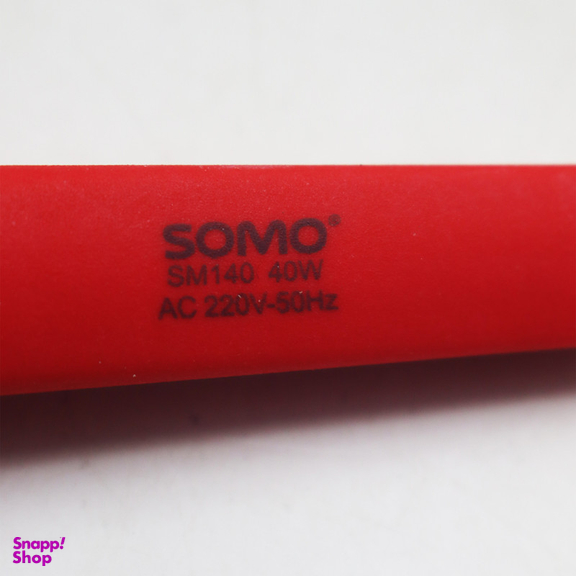 SOMO®
SM140 40W
AC 220V-50Hz
Snapp!
Shop